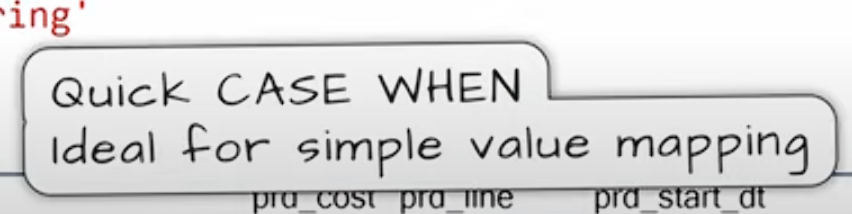 ring'
Quick CASE WHEN
Ideal for simple value mapping
prd_cost prd_line prd_start_dt